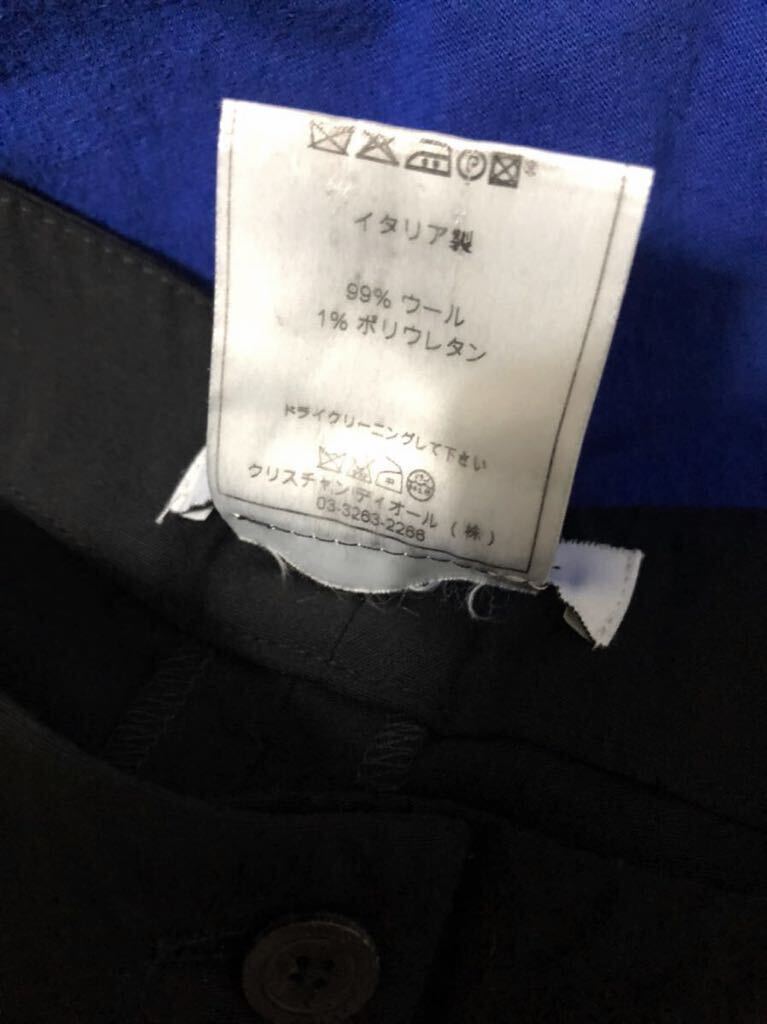 イタリア製
99% ウール
1% ポリウレタン
ドライクリーニングして下さい
クリスチャン ディオール (株)
03-3263-2266